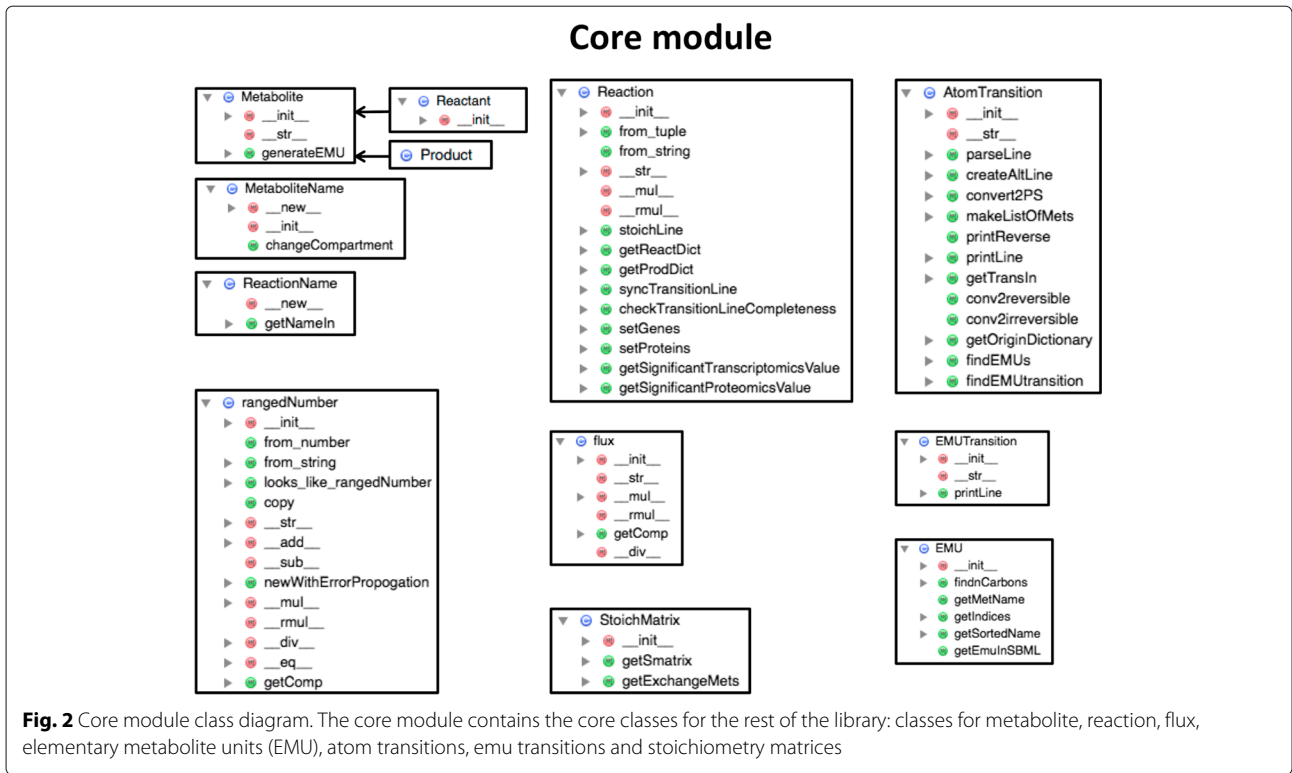 Core module
Metabolite
__init__
__str__
generateEMU
Reactant
__init__
Product
MetaboliteName
__new__
__init__
changeCompartment
ReactionName
__new__
getNameIn
rangedNumber
__init__
from_number
from_string
looks_like_rangedNumber
copy
__str__
__add__
__sub__
newWithErrorPropogation
__mul__
__rmul__
__div__
__eq__
getComp
Reaction
__init__
from_tuple
from_string
__str__
__mul__
__rmul__
stoichLine
getReactDict
getProdDict
syncTransitionLine
checkTransitionLineCompleteness
setGenes
setProteins
getSignificantTranscriptomicsValue
getSignificantProteomicsValue
flux
__init__
__str__
__mul__
__rmul__
getComp
__div__
StoichMatrix
__init__
getSmatrix
getExchangeMets
AtomTransition
__init__
__str__
parseLine
createAltLine
convert2PS
makeListOfMets
printReverse
printLine
getTransIn
conv2reversible
conv2irreversible
getOriginDictionary
findEMUs
findEMUtransition
EMUTransition
__init__
__str__
printLine
EMU
__init__
findnCarbons
getMetName
getIndices
getSortedName
getEmuInSBML
Fig. 2 Core module class diagram. The core module contains the core classes for the rest of the library: classes for metabolite, reaction, flux,
elementary metabolite units (EMU), atom transitions, emu transitions and stoichiometry matrices